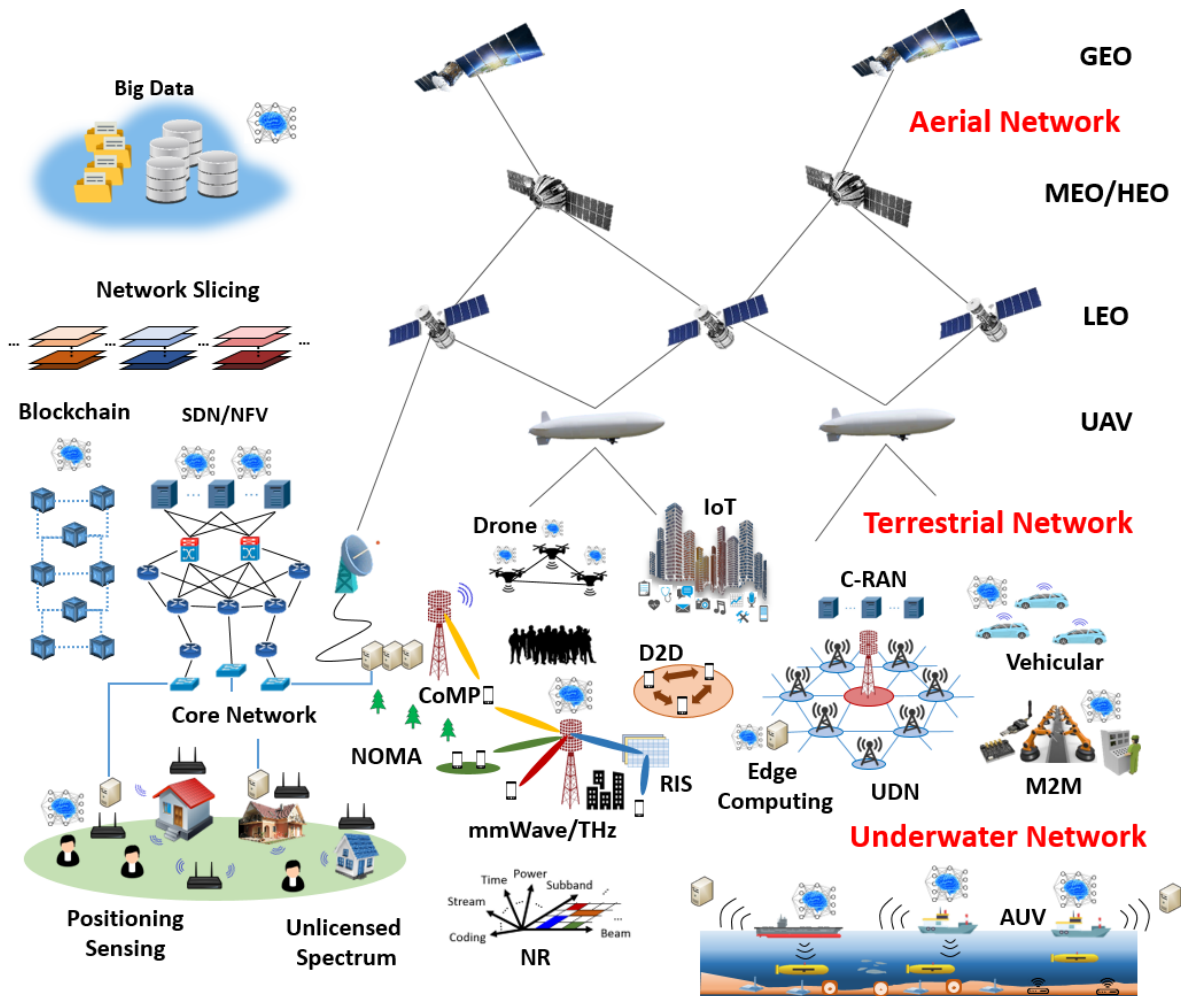 GEO
Big Data
Aerial Network
MEO/HEO
Network Slicing
LEO
...
...
...
...
Blockchain
SDN/NFV
UAV
IoT
Drone
Terrestrial Network
C-RAN
D2D
Vehicular
CoMP
Core Network
NOMA
RIS
Edge
Computing
UDN
M2M
mmWave/THz
Underwater Network
Time
Power
Subband
Stream
Coding
Beam
NR
Positioning
Sensing
Unlicensed
Spectrum
AUV